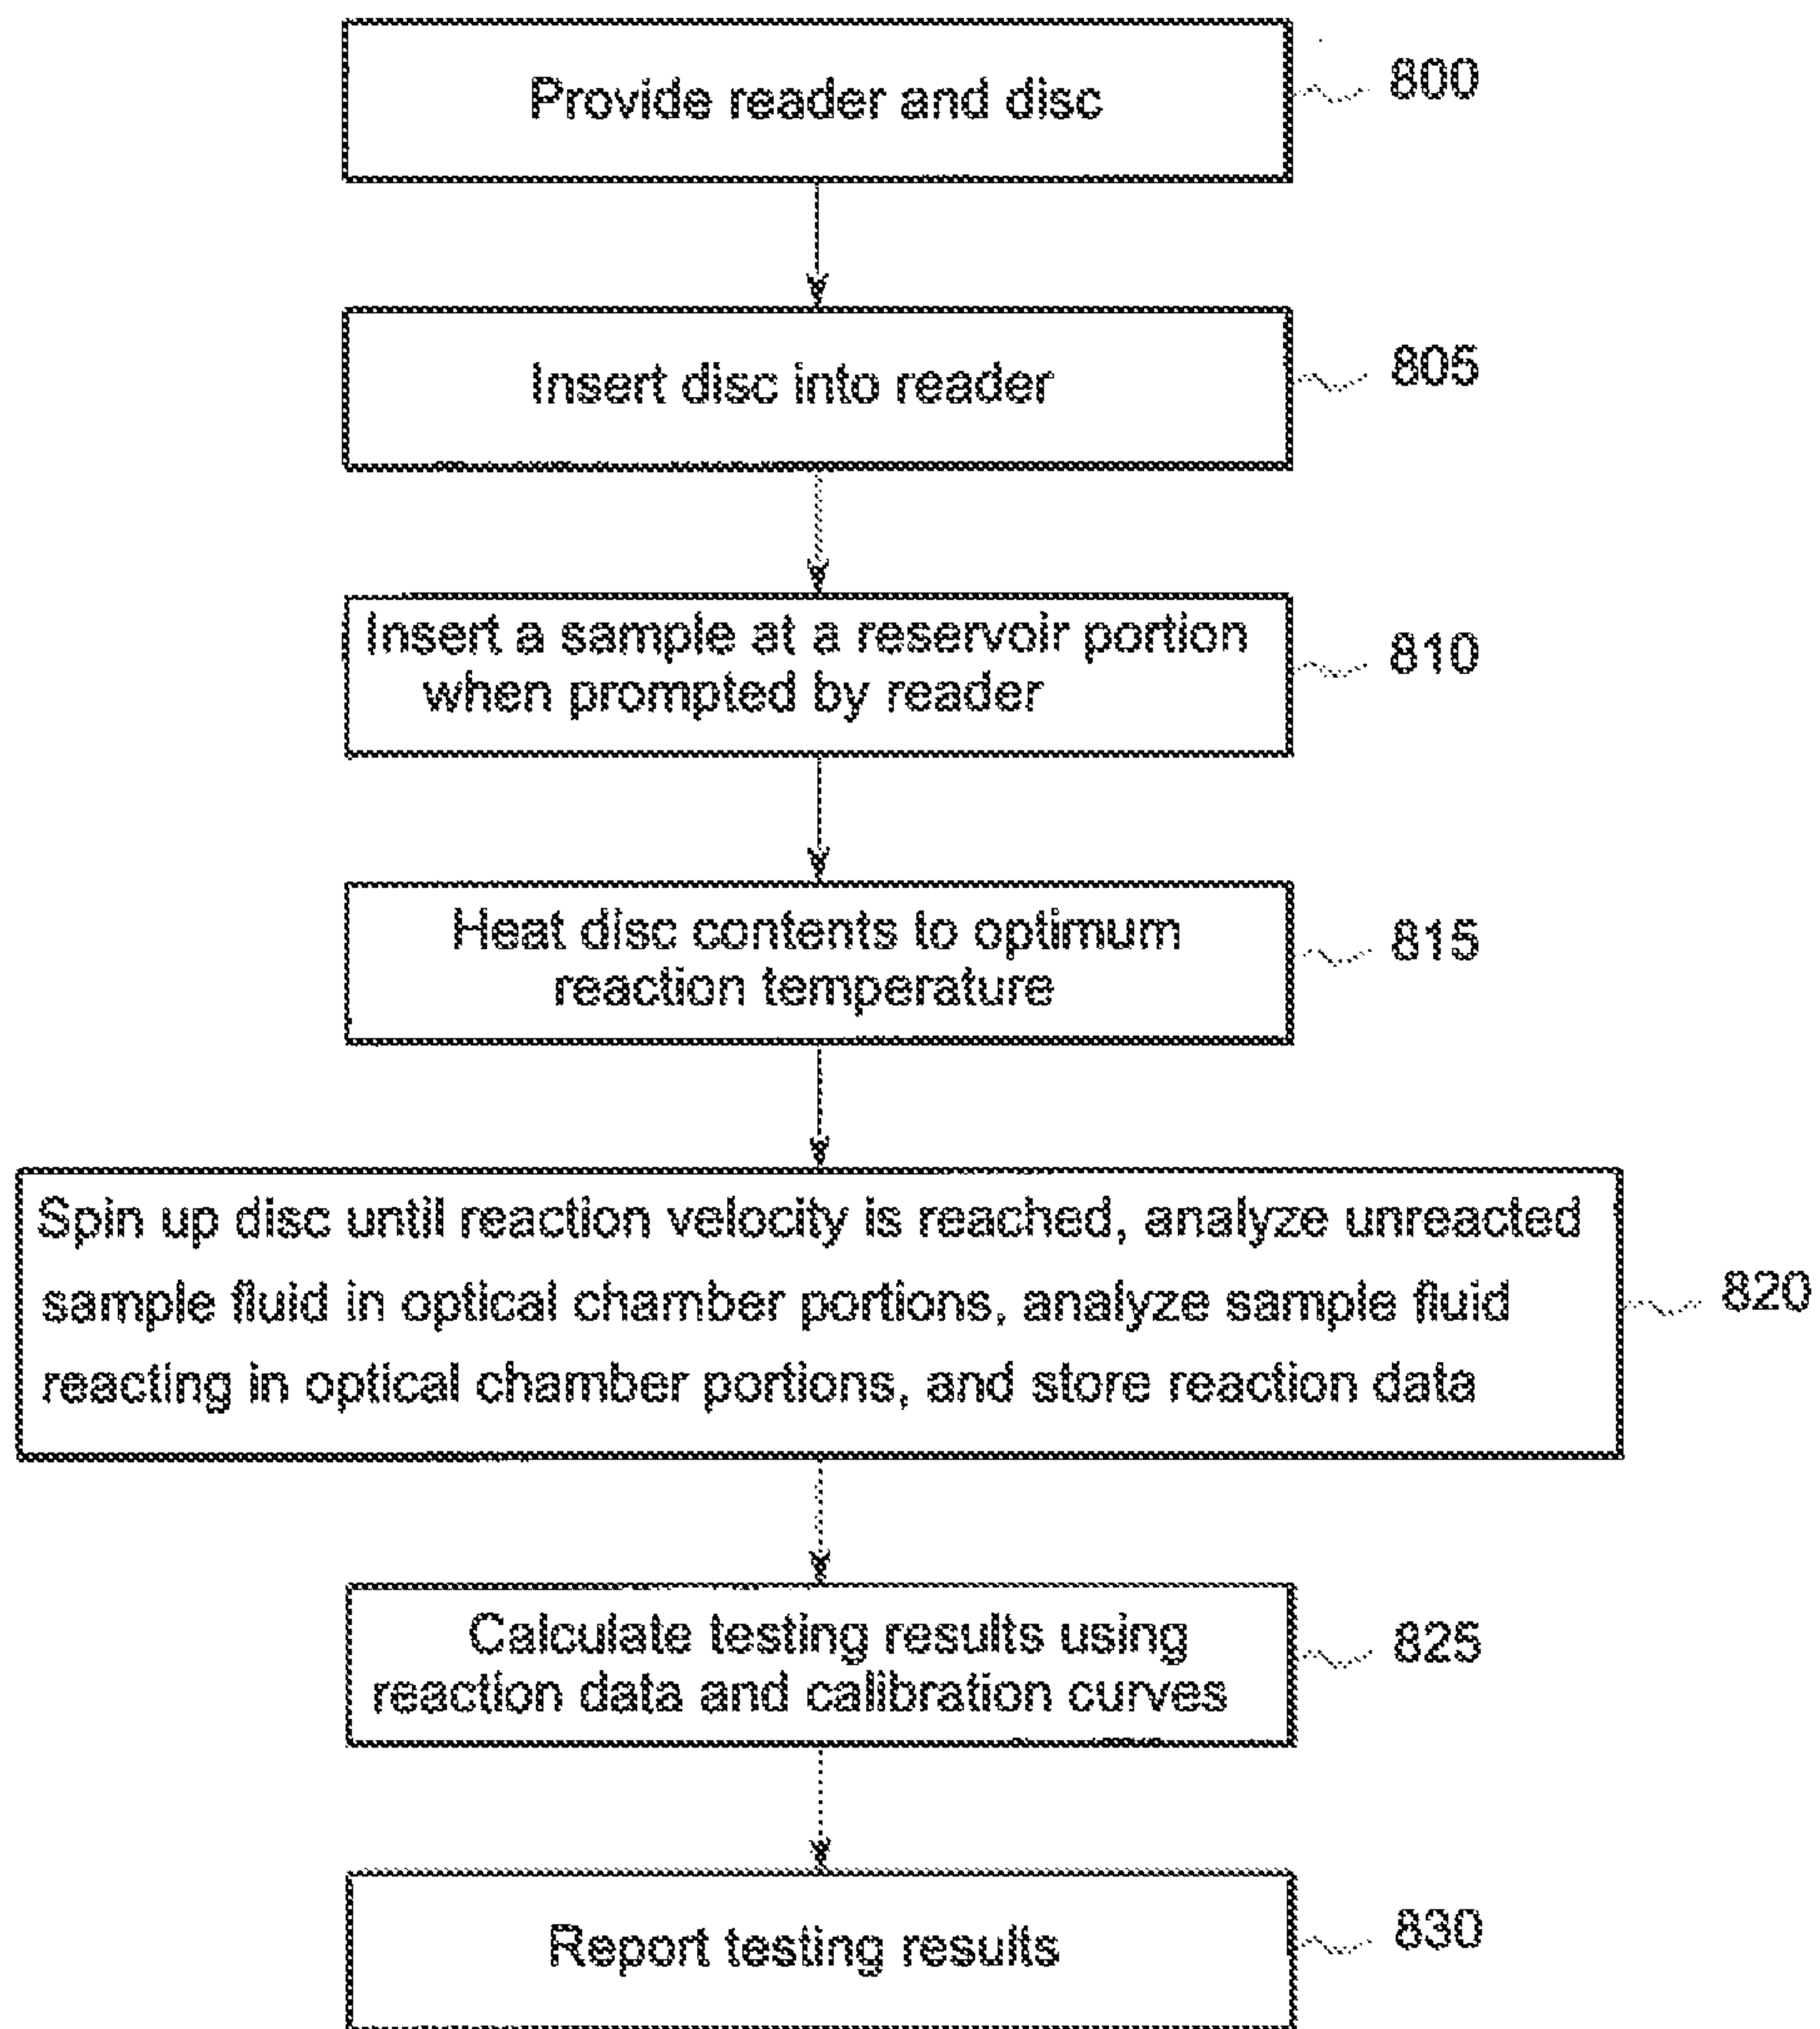 Provide reader and disc
800
Insert disc into reader
805
Insert a sample at a reservoir portion
when prompted by reader
810
Heat disc contents to optimum
reaction temperature
815
Spin up disc until reaction velocity is reached, analyze unreacted
sample fluid in optical chamber portions, analyze sample fluid
reacting in optical chamber portions, and store reaction data
820
Calculate testing results using
reaction data and calibration curves
825
Report testing results
830